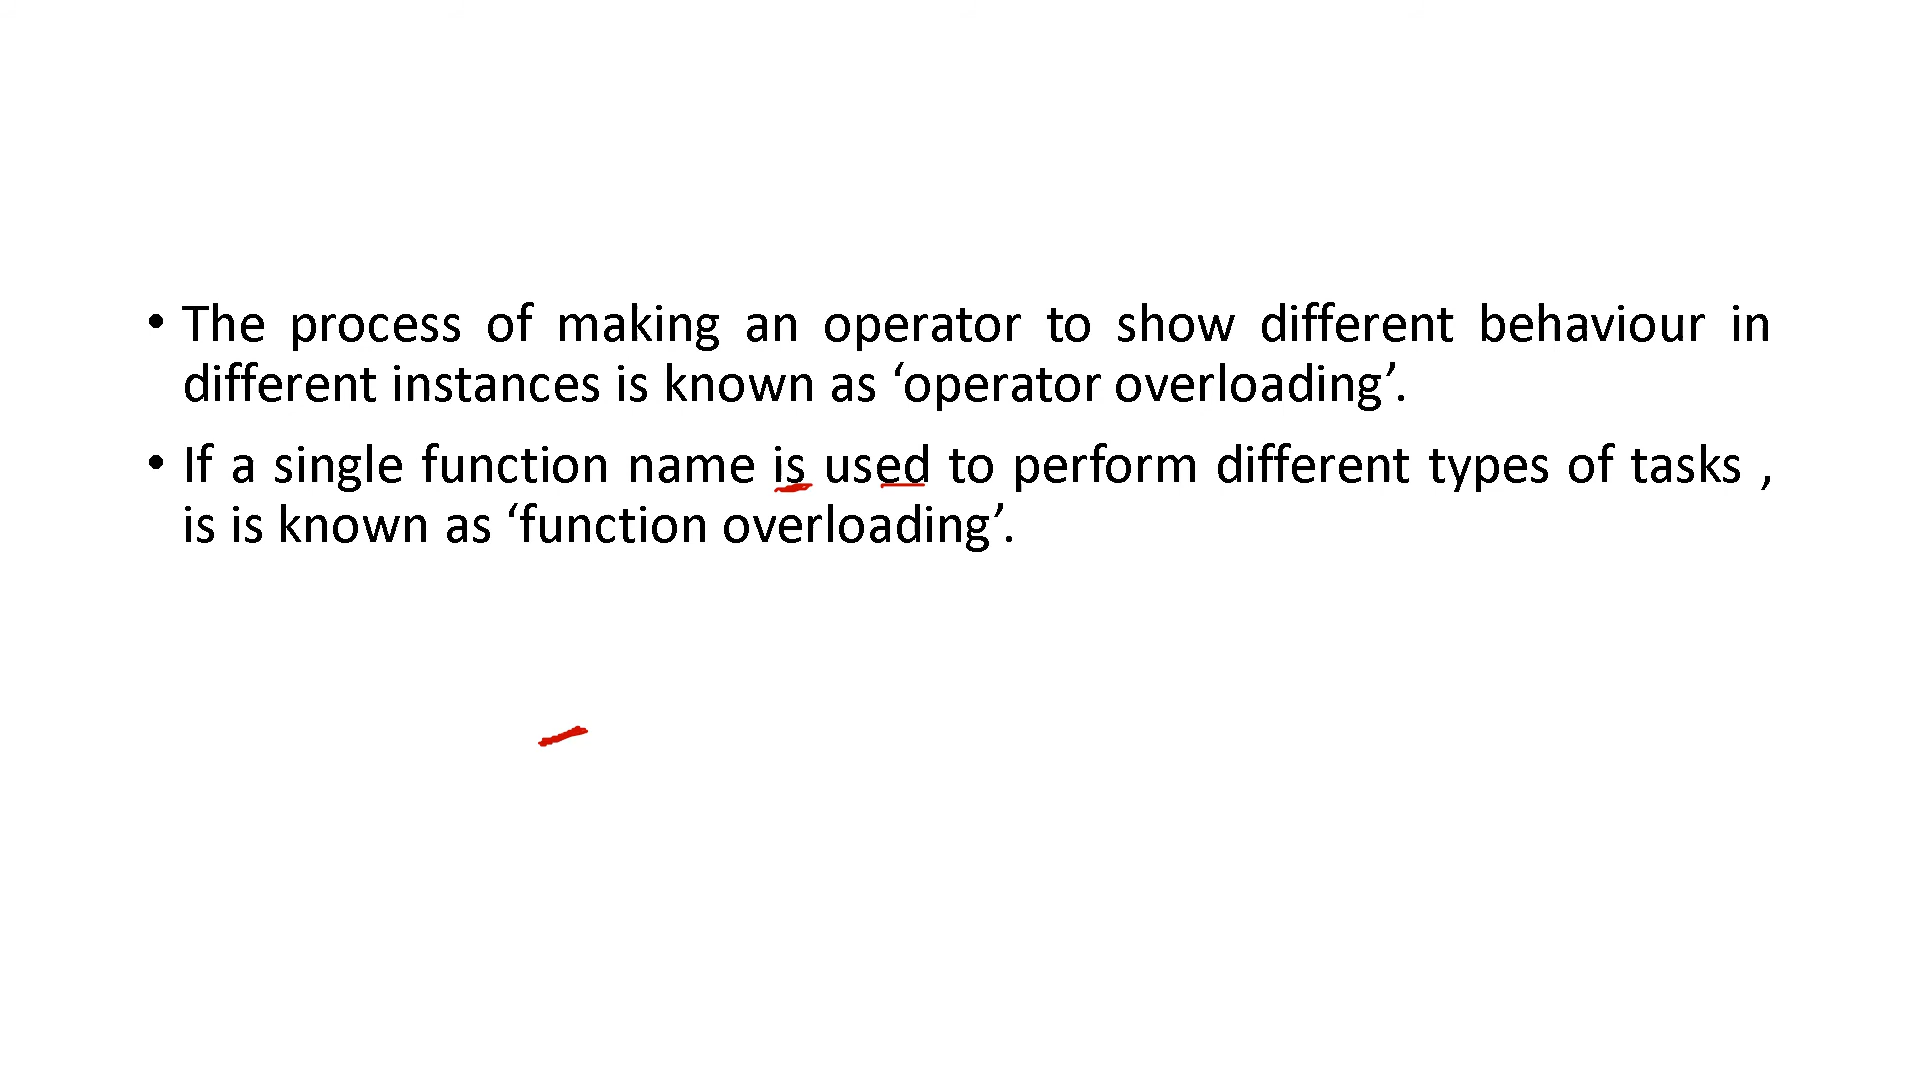 • The process of making an operator to show different behaviour in
different instances is known as ‘operator overloading’.
• If a single function name is used to perform different types of tasks ,
is is known as ‘function overloading’.